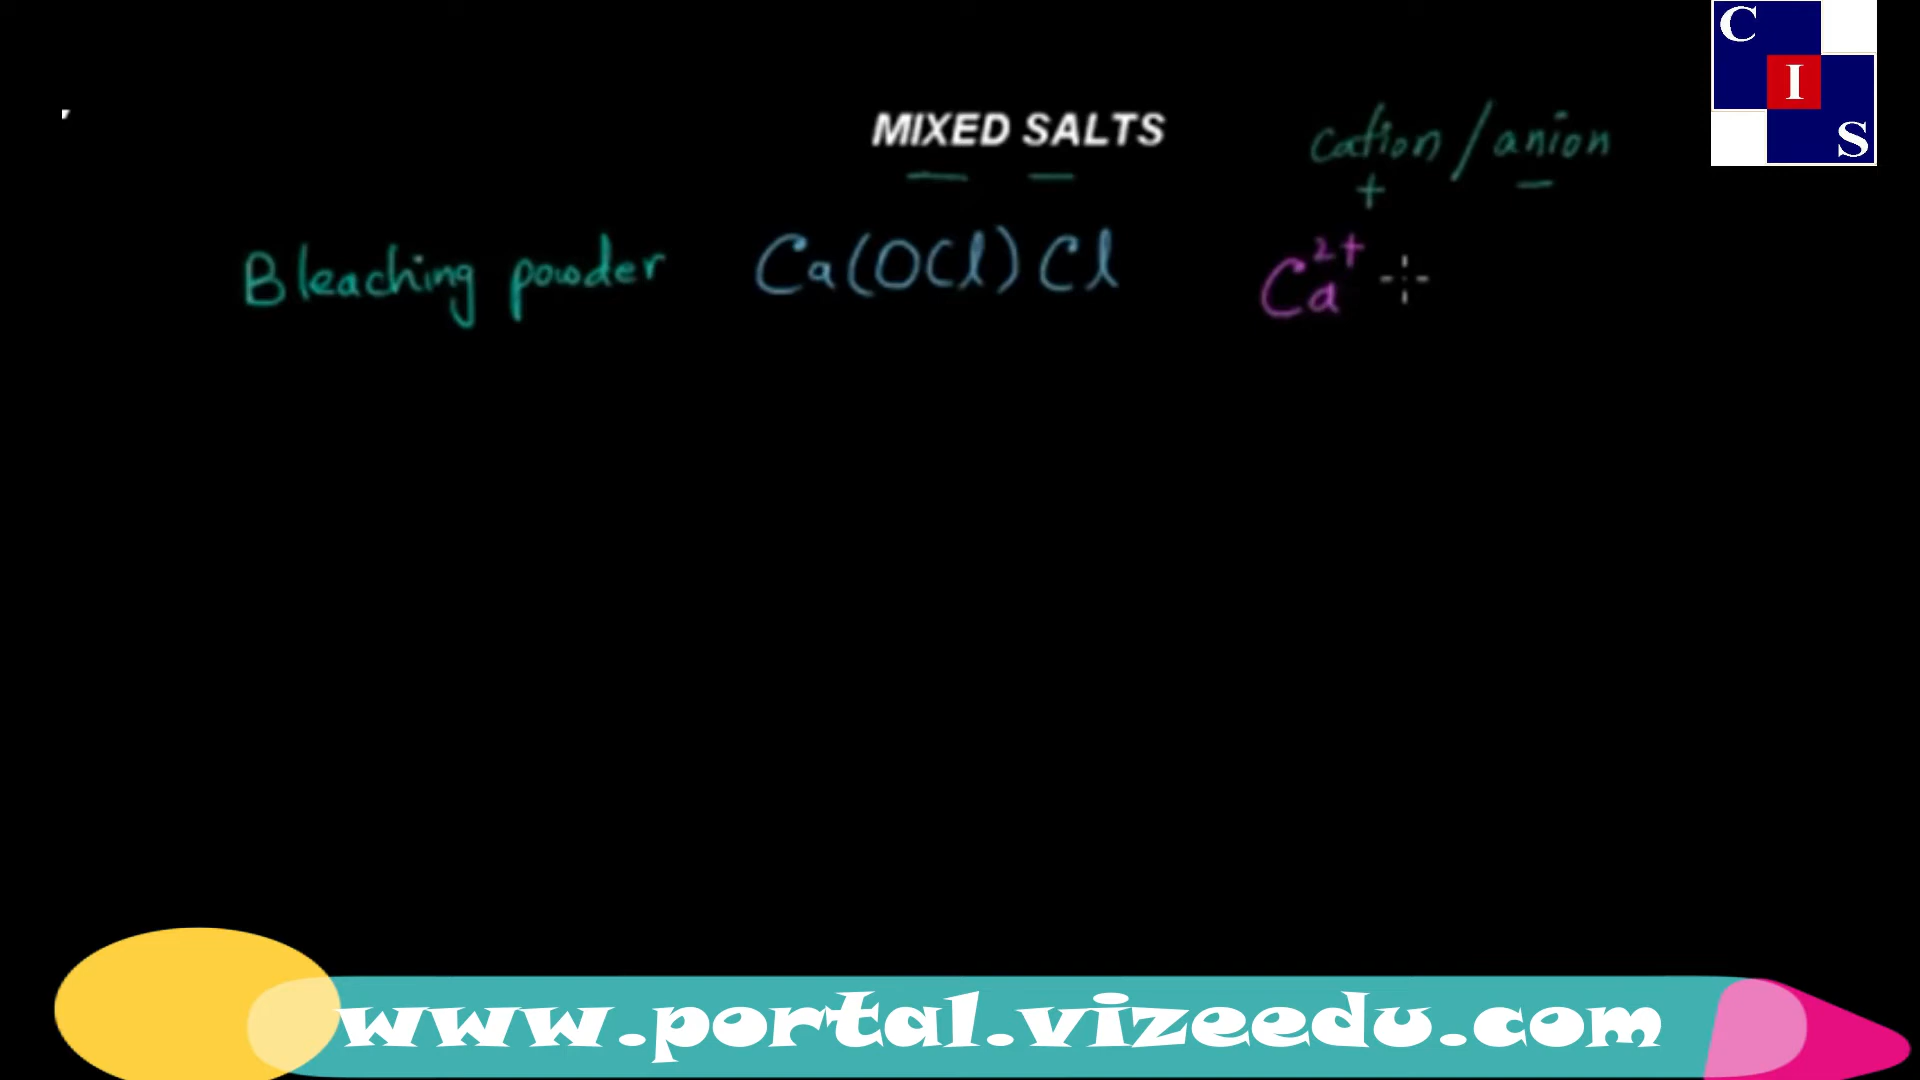 C
I
S
MIXED SALTS
cation / anion
+ –
Bleaching powder Ca(OCl)Cl Ca²⁺
www.portal.vizeedu.com